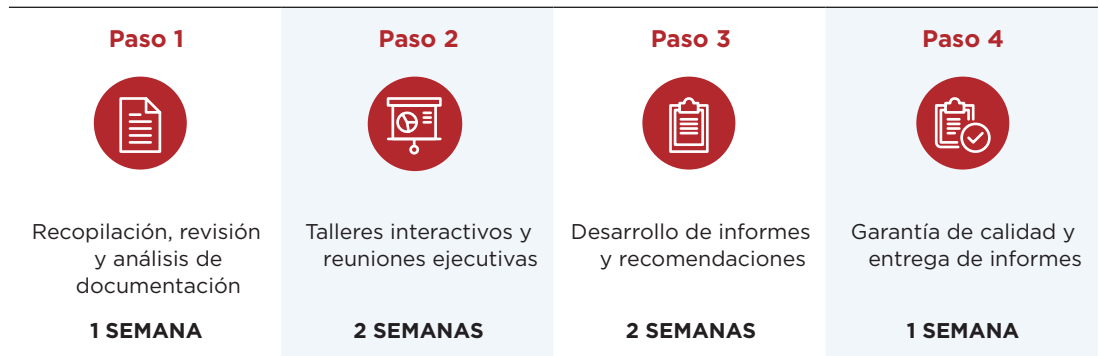 Paso 1
Recopilación, revisión
y análisis de
documentación
1 SEMANA
Paso 2
Talleres interactivos y
reuniones ejecutivas
2 SEMANAS
Paso 3
Desarrollo de informes
y recomendaciones
2 SEMANAS
Paso 4
Garantía de calidad y
entrega de informes
1 SEMANA